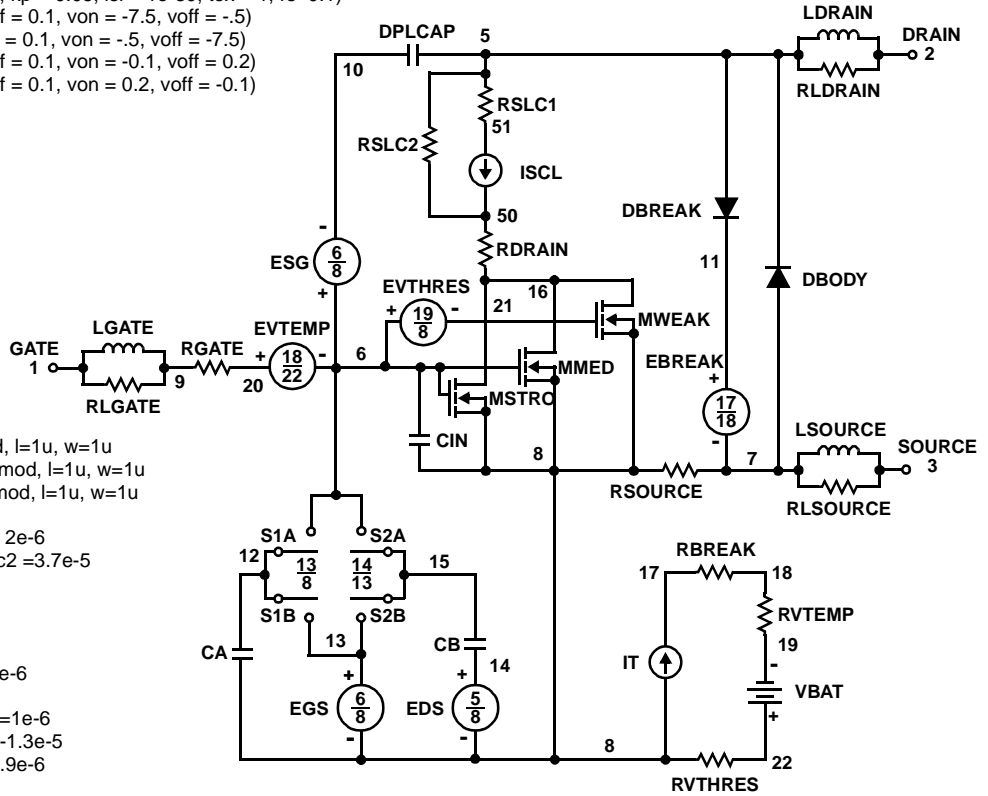 f = 0.1, von = -7.5, voff = -.5)
= 0.1, von = -.5, voff = -7.5)
f = 0.1, von = -0.1, voff = 0.2)
f = 0.1, von = 0.2, voff = -0.1)
LDRAIN
DRAIN
2
RLDRAIN
DPLCAP
5
10
RSLC1
51
RSLC2
ISCL
50
RDRAIN
DBREAK
11
DBODY
ESG
-
6
8
+
EVTHRES
+
19
8
-
21
16
MWEAK
LGATE
GATE
1
RLGATE
9
RGATE
20
EVTEMP
+
18
22
-
6
MMED
MSTRO
EBREAK
+
17
18
-
CIN
8
RSOURCE
7
LSOURCE
SOURCE
3
RLSOURCE
d, l=1u, w=1u
mod, l=1u, w=1u
mod, l=1u, w=1u
2e-6
c2 =3.7e-5
e-6
=1e-6
-1.3e-5
.9e-6
S1A
S2A
12
13
8
14
13
15
S1B
S2B
13
CA
CB
14
+
EGS
6
8
-
+
EDS
5
8
-
8
RBREAK
17
18
RVTEMP
19
IT
-
VBAT
+
22
RVTHRES